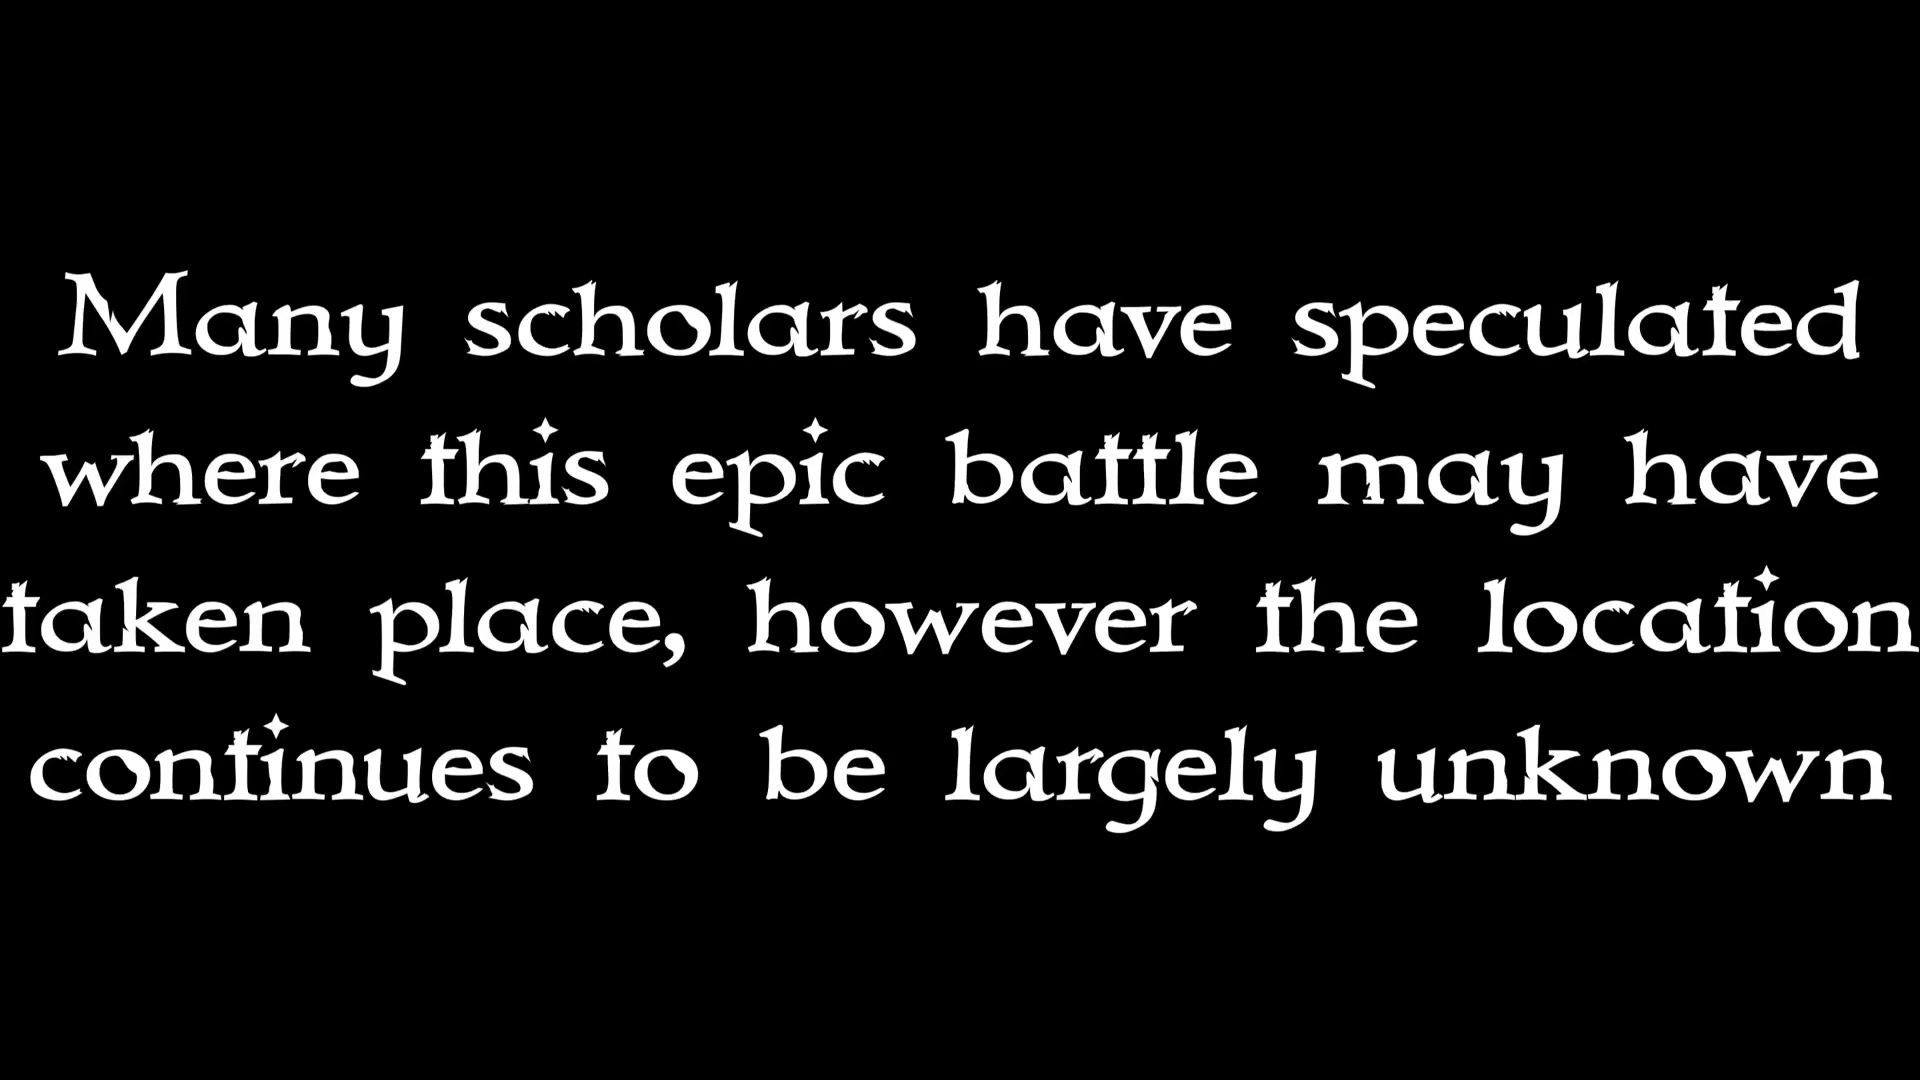 Many scholars have speculated
where this epic battle may have
taken place, however the location
continues to be largely unknown